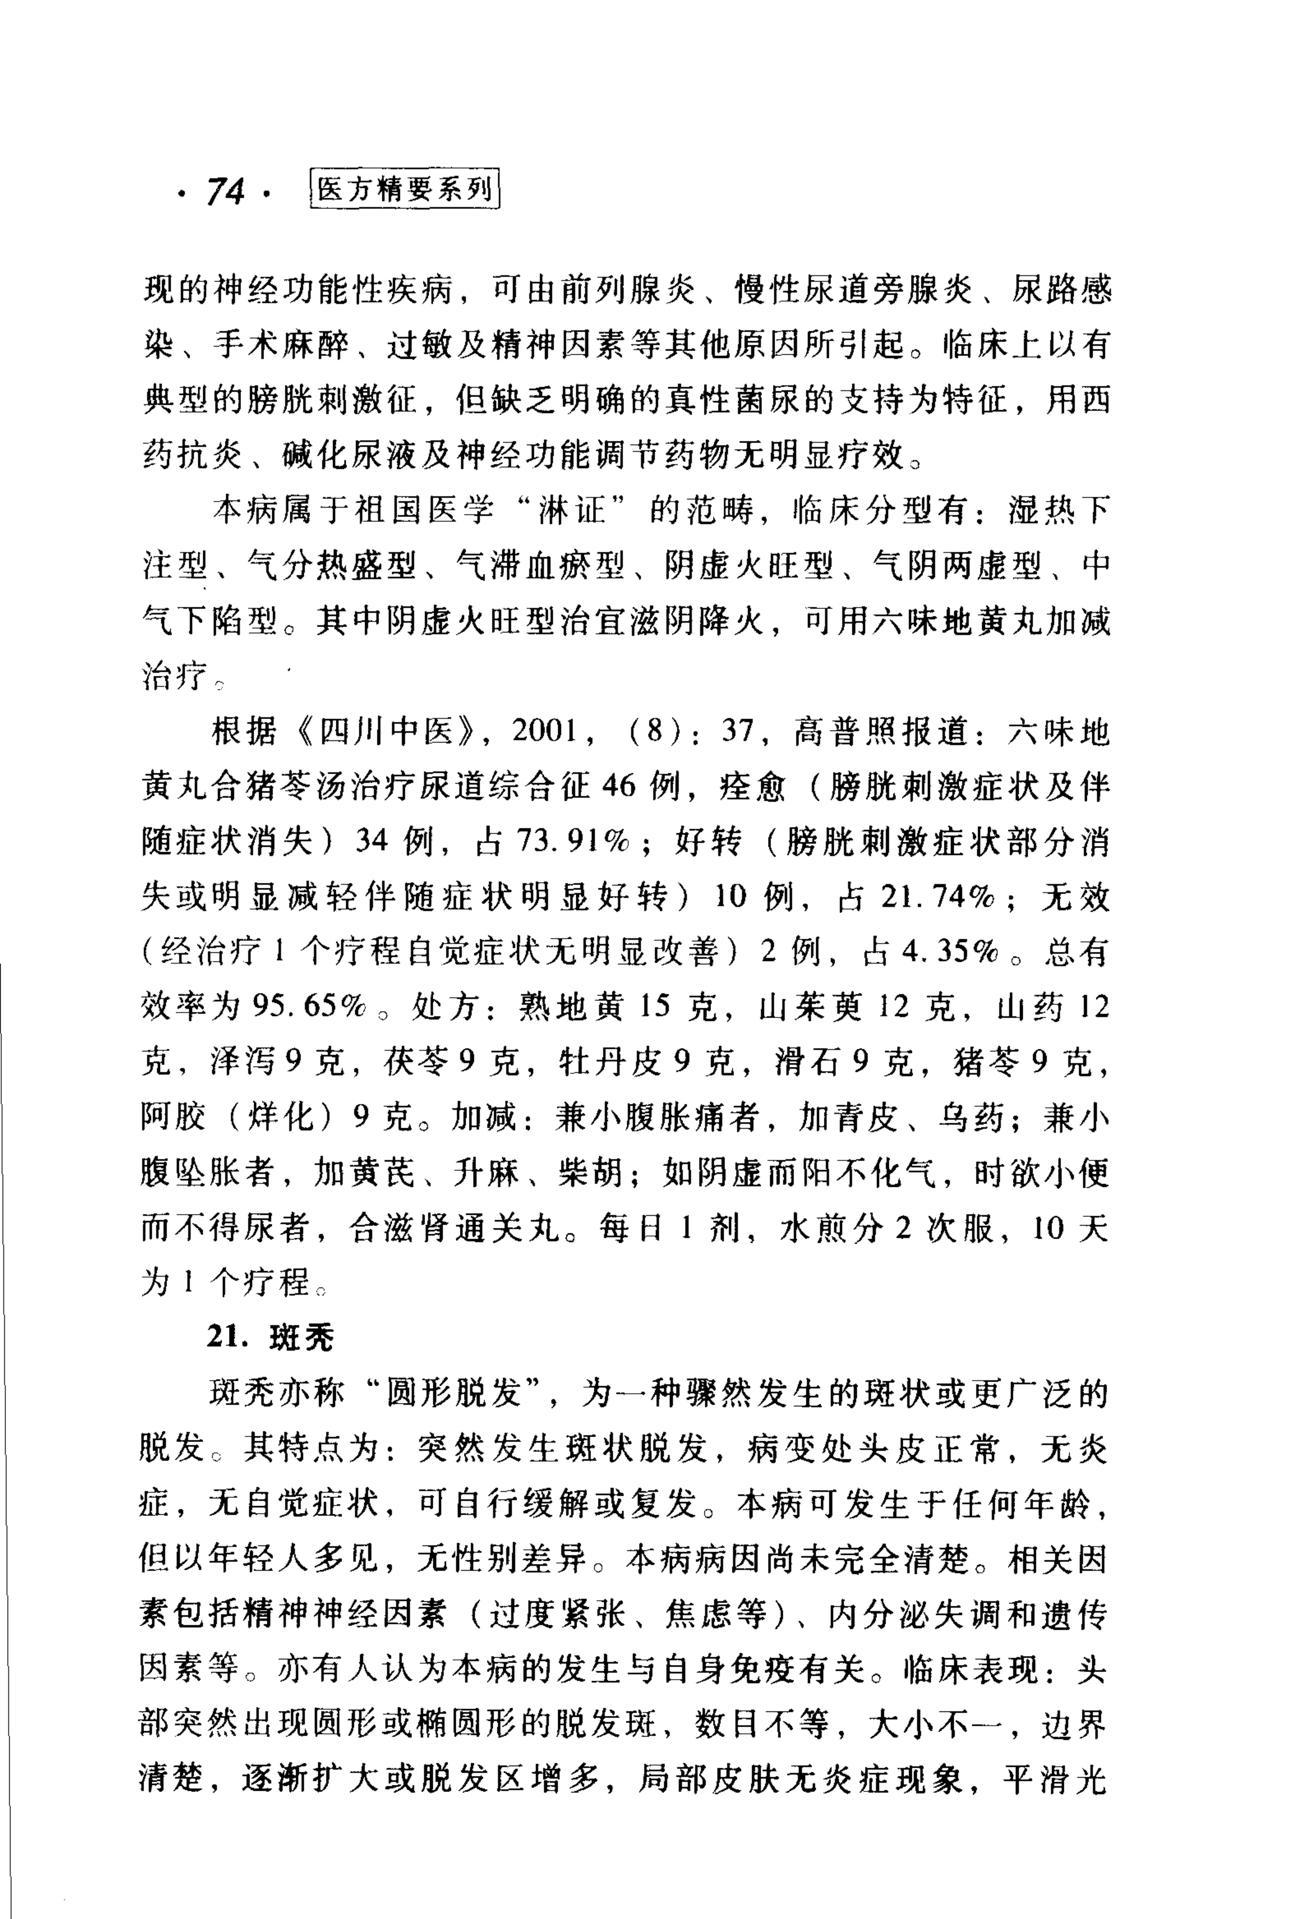 · 74 · 医方精要系列
现的神经功能性疾病，可由前列腺炎、慢性尿道旁腺炎、尿路感
染、手术麻醉、过敏及精神因素等其他原因所引起。临床上以有
典型的膀胱刺激征，但缺乏明确的真性菌尿的支持为特征，用西
药抗炎、碱化尿液及神经功能调节药物无明显疗效。
本病属于祖国医学“淋证”的范畴，临床分型有：湿热下
注型、气分热盛型、气滞血瘀型、阴虚火旺型、气阴两虚型、中
气下陷型。其中阴虚火旺型治宜滋阴降火，可用六味地黄丸加减
治疗。
根据《四川中医》，2001，（8）：37，高普照报道：六味地
黄丸合猪苓汤治疗尿道综合征 46 例，痊愈（膀胱刺激症状及伴
随症状消失）34 例，占 73.91%；好转（膀胱刺激症状部分消
失或明显减轻伴随症状明显好转）10 例，占 21.74%；无效
（经治疗 1 个疗程自觉症状无明显改善）2 例，占 4.35%。总有
效率为 95.65%。处方：熟地黄 15 克，山茱萸 12 克，山药 12
克，泽泻 9 克，茯苓 9 克，牡丹皮 9 克，滑石 9 克，猪苓 9 克，
阿胶（烊化）9 克。加减：兼小腹胀痛者，加青皮、乌药；兼小
腹坠胀者，加黄芪、升麻、柴胡；如阴虚而阳不化气，时欲小便
而不得尿者，合滋肾通关丸。每日 1 剂，水煎分 2 次服，10 天
为 1 个疗程。
21. 斑秃
斑秃亦称“圆形脱发”，为一种骤然发生的斑状或更广泛的
脱发。其特点为：突然发生斑状脱发，病变处头皮正常，无炎
症，无自觉症状，可自行缓解或复发。本病可发生于任何年龄，
但以年轻人多见，无性别差异。本病病因尚未完全清楚。相关因
素包括精神神经因素（过度紧张、焦虑等）、内分泌失调和遗传
因素等。亦有人认为本病的发生与自身免疫有关。临床表现：头
部突然出现圆形或椭圆形的脱发斑，数目不等，大小不一，边界
清楚，逐渐扩大或脱发区增多，局部皮肤无炎症现象，平滑光